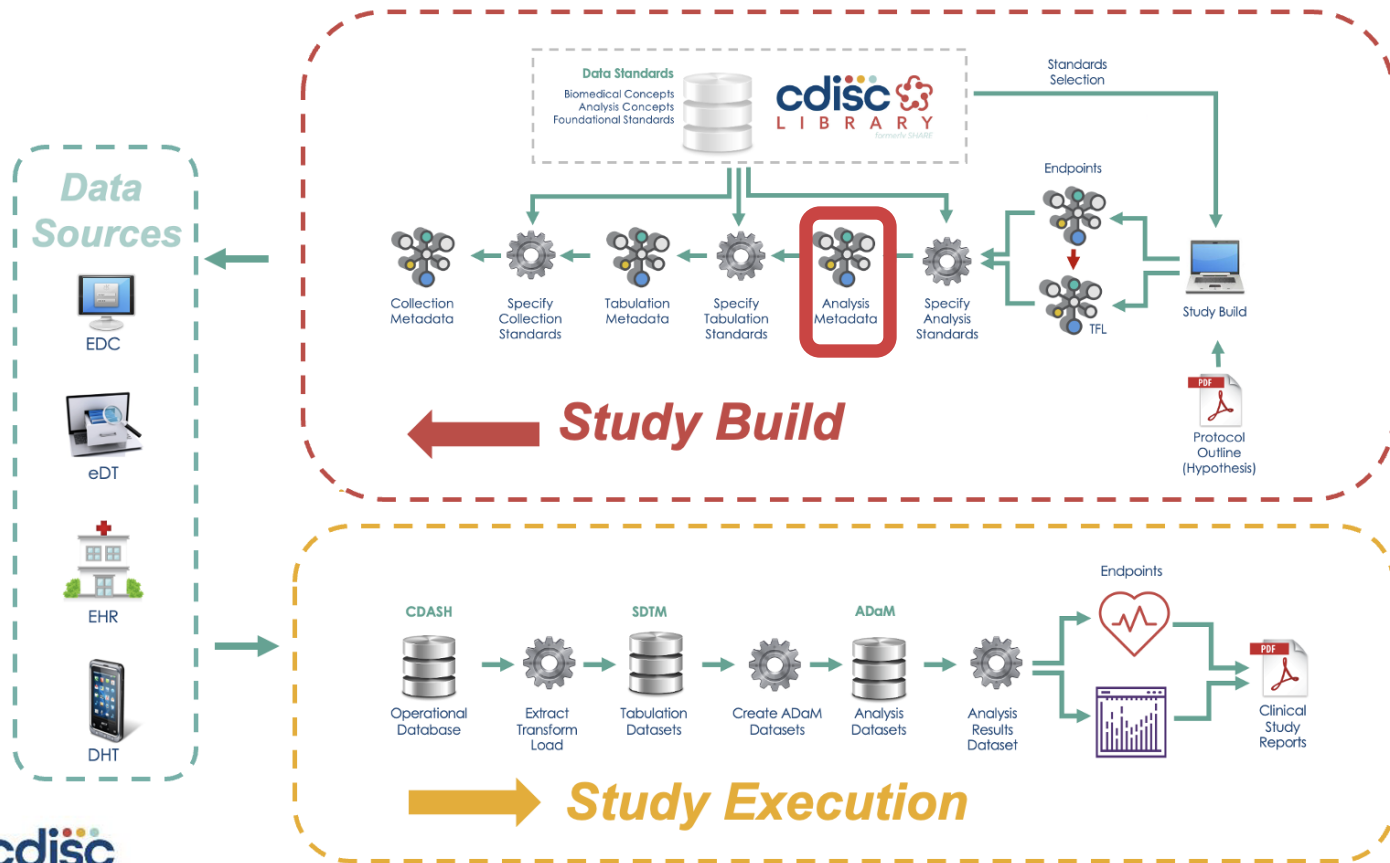 Data Standards
Biomedical Concepts
Analysis Concepts
Foundational Standards
cdisc
LIBRARY
formerly SHARE
Standards
Selection
Endpoints
TFL
Study Build
PDF
Protocol
Outline
(Hypothesis)
Collection
Metadata
Specify
Collection
Standards
Tabulation
Metadata
Specify
Tabulation
Standards
Analysis
Metadata
Specify
Analysis
Standards
Study Build
Data
Sources
EDC
eDT
EHR
DHT
CDASH
Operational
Database
Extract
Transform
Load
SDTM
Tabulation
Datasets
Create ADaM
Datasets
ADaM
Analysis
Datasets
Analysis
Results
Dataset
Endpoints
PDF
Clinical
Study
Reports
Study Execution
cdisc